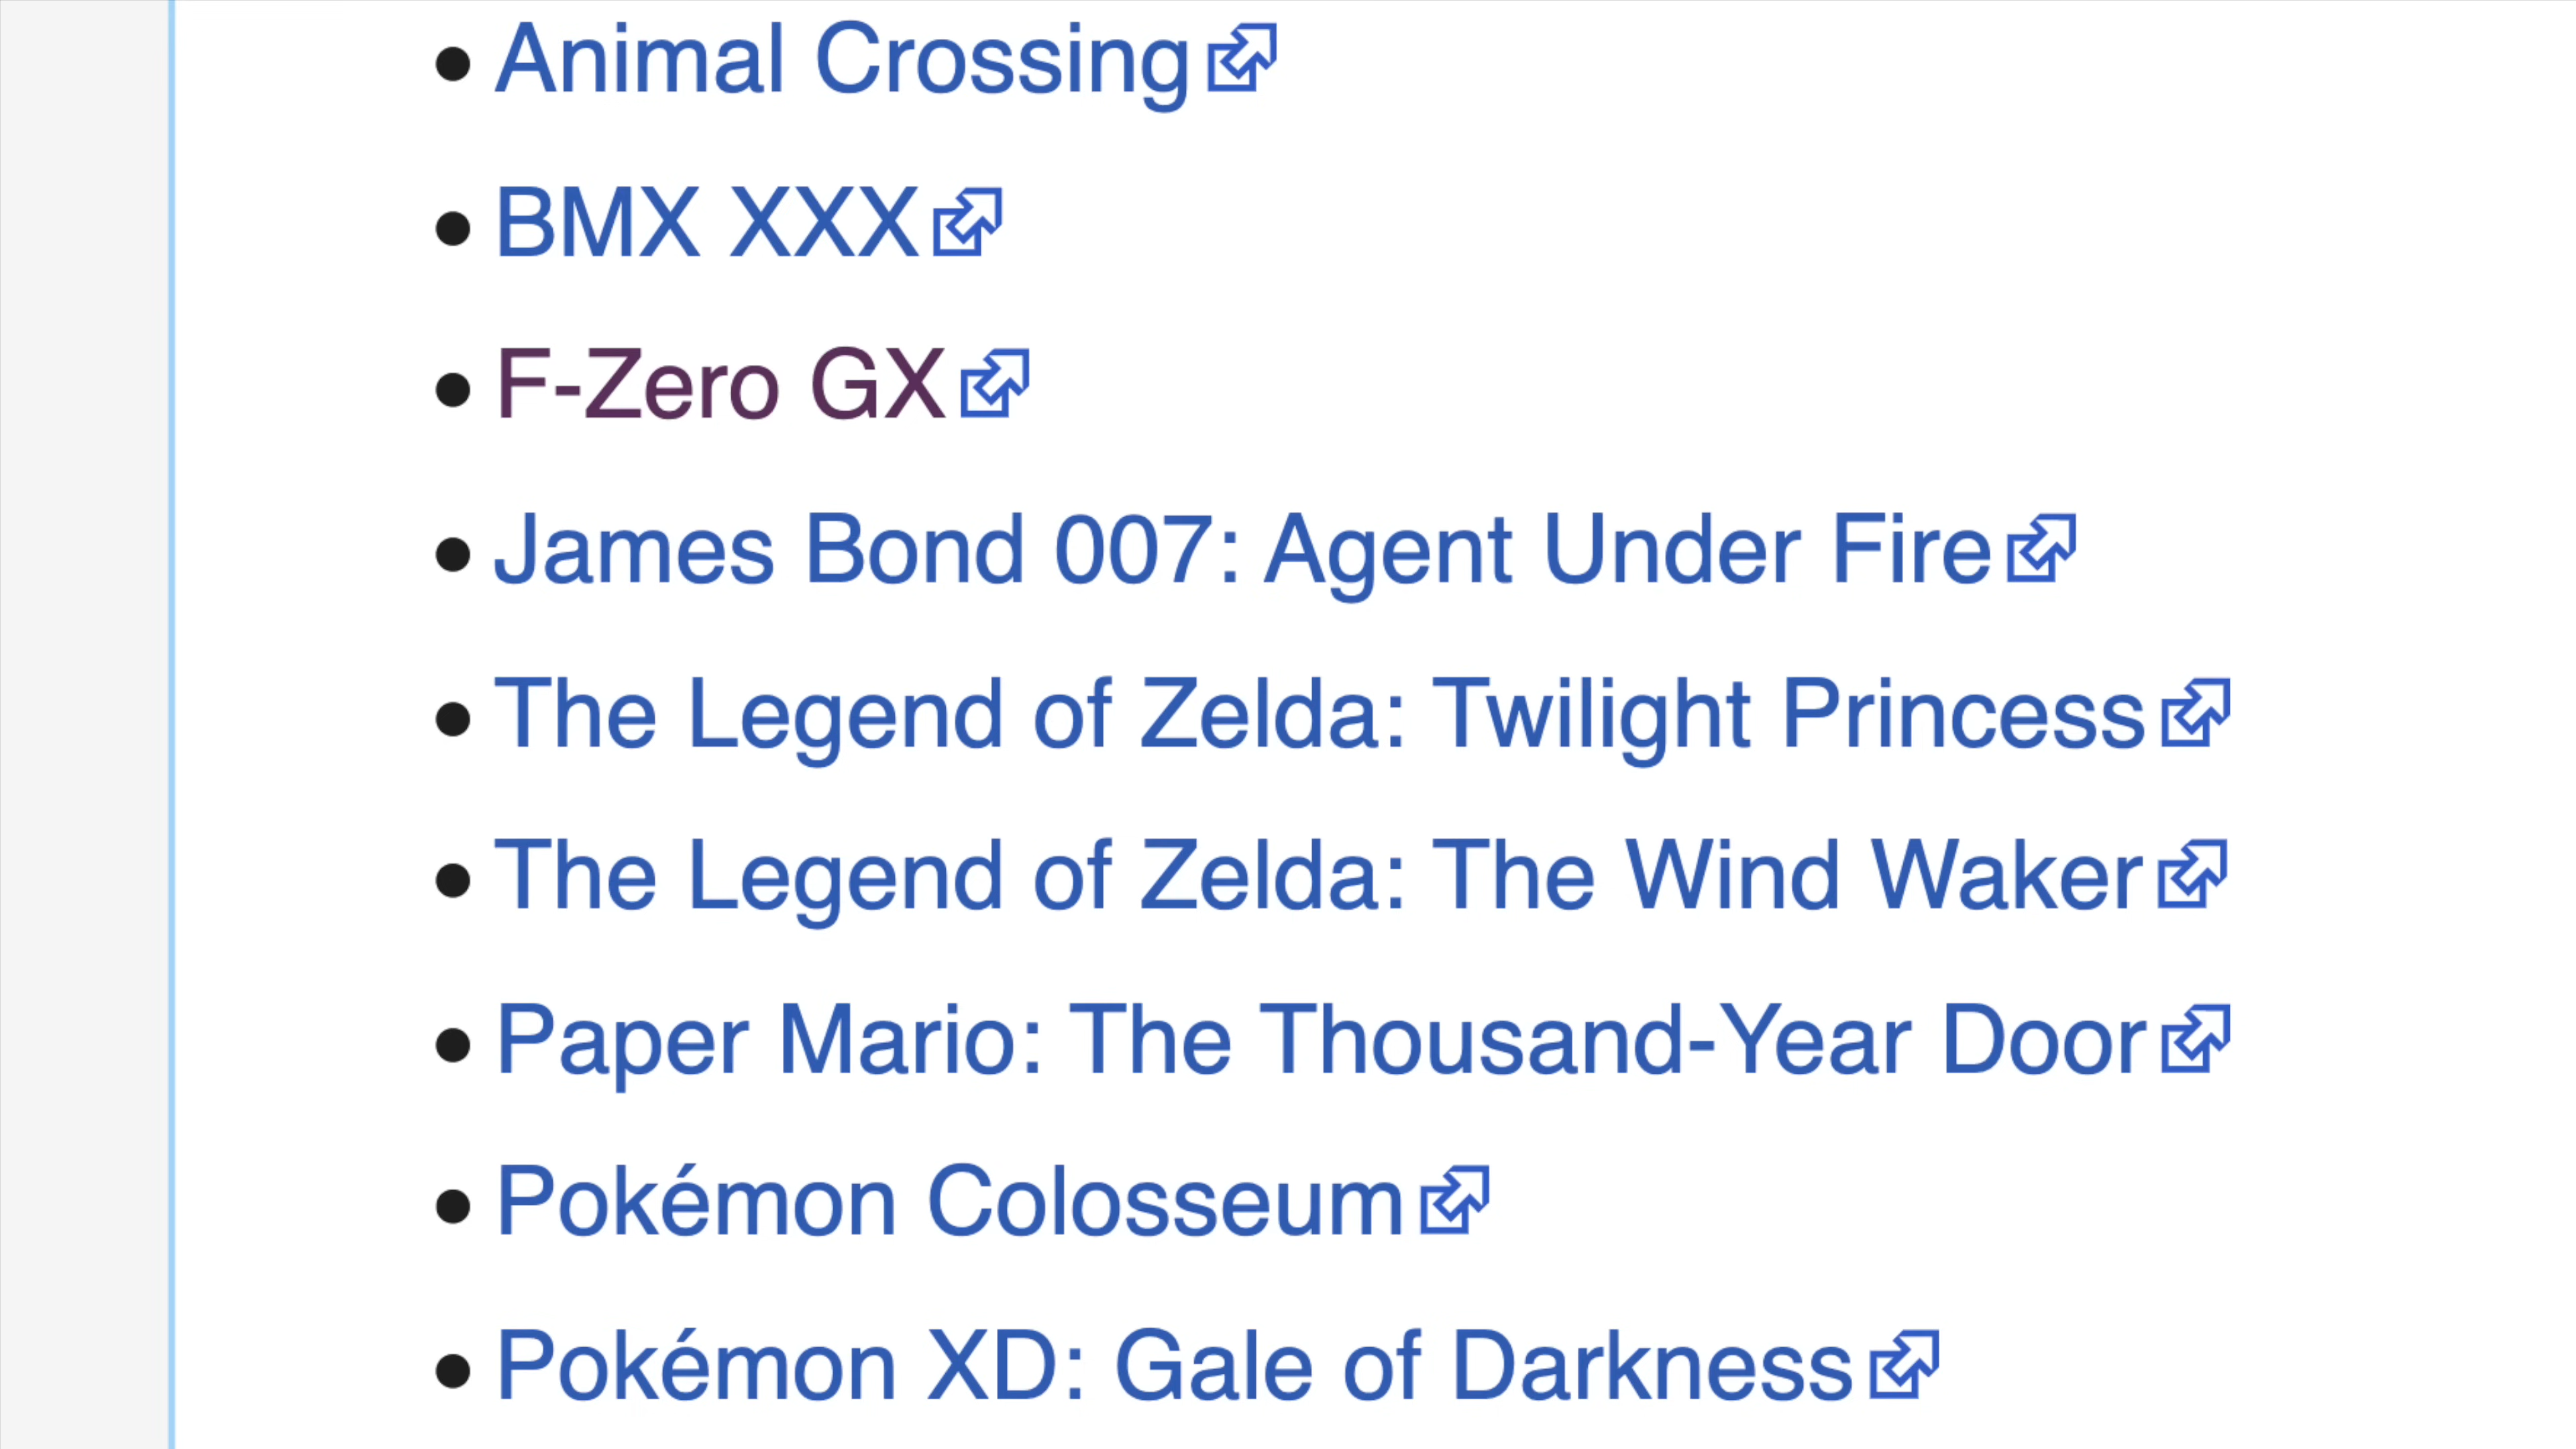 Animal Crossing
BMX XXX
F-Zero GX
James Bond 007: Agent Under Fire
The Legend of Zelda: Twilight Princess
The Legend of Zelda: The Wind Waker
Paper Mario: The Thousand-Year Door
Pokémon Colosseum
Pokémon XD: Gale of Darkness